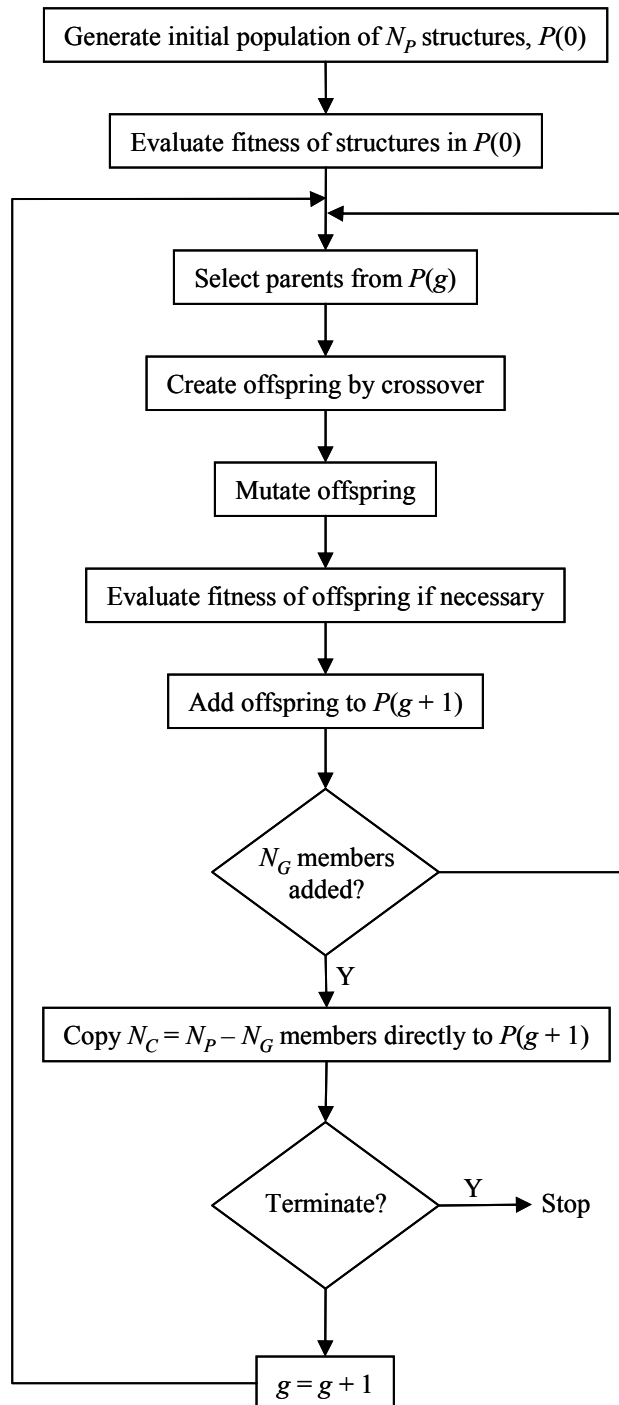 Generate initial population of N_P structures, P(0)
Evaluate fitness of structures in P(0)
Select parents from P(g)
Create offspring by crossover
Mutate offspring
Evaluate fitness of offspring if necessary
Add offspring to P(g + 1)
N_G members
added?
Y
Copy N_C = N_P – N_G members directly to P(g + 1)
Terminate?
Y
Stop
g = g + 1